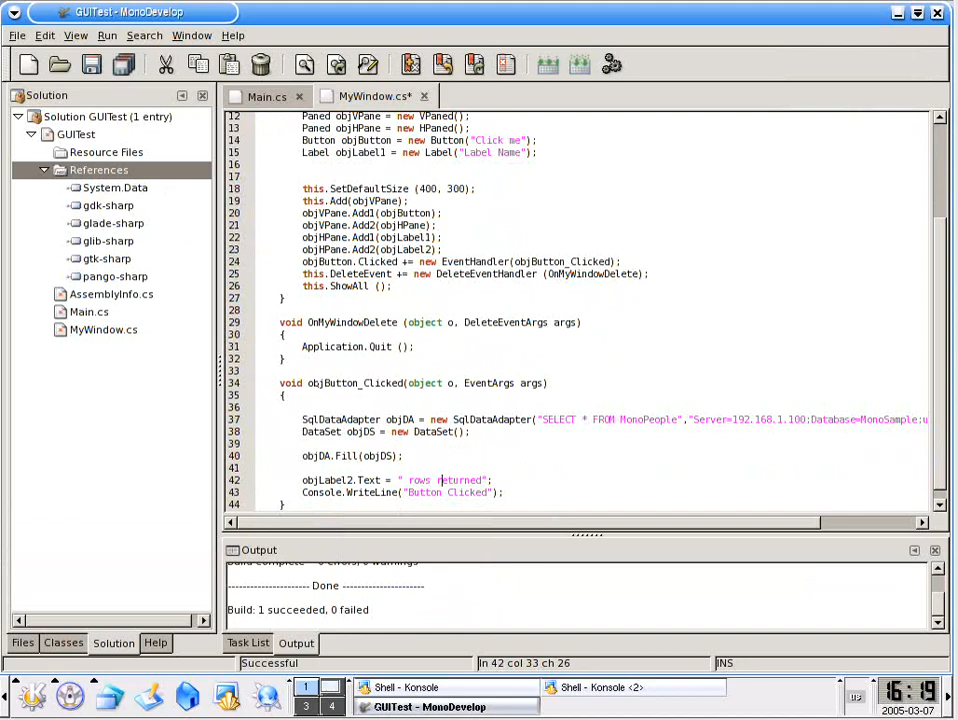 GUITest - MonoDevelop
File Edit View Run Search Window Help
Solution
Solution GUITest (1 entry)
GUITest
Resource Files
References
System.Data
gdk-sharp
glade-sharp
glib-sharp
gtk-sharp
pango-sharp
AssemblyInfo.cs
Main.cs
MyWindow.cs
Files Classes Solution Help
Main.cs MyWindow.cs*
12 Paned objVPane = new VPaned();
13 Paned objHPane = new HPaned();
14 Button objButton = new Button("Click me");
15 Label objLabel1 = new Label("Label Name");
16
17
18 this.SetDefaultSize (400, 300);
19 this.Add(objVPane);
20 objVPane.Add1(objButton);
21 objVPane.Add2(objHPane);
22 objHPane.Add1(objLabel1);
23 objHPane.Add2(objLabel2);
24 objButton.Clicked += new EventHandler(objButton_Clicked);
25 this.DeleteEvent += new DeleteEventHandler (OnMyWindowDelete);
26 this.ShowAll ();
27 }
28
29 void OnMyWindowDelete (object o, DeleteEventArgs args)
30 {
31 Application.Quit ();
32 }
33
34 void objButton_Clicked(object o, EventArgs args)
35 {
36
37 SqlDataAdapter objDA = new SqlDataAdapter("SELECT * FROM MonoPeople","Server=192.168.1.100;Database=MonoSample;u
38 DataSet objDS = new DataSet();
39
40 objDA.Fill(objDS);
41
42 objLabel2.Text = " rows returned";
43 Console.WriteLine("Button Clicked");
44 }
Output
Build complete -- 0 errors, 0 warnings
---------------------- Done ----------------------
Build: 1 succeeded, 0 failed
Task List Output
Successful ln 42 col 33 ch 26 INS
1
3 4
Shell - Konsole
Shell - Konsole <2>
GUITest - MonoDevelop
us
16:19
2005-03-07